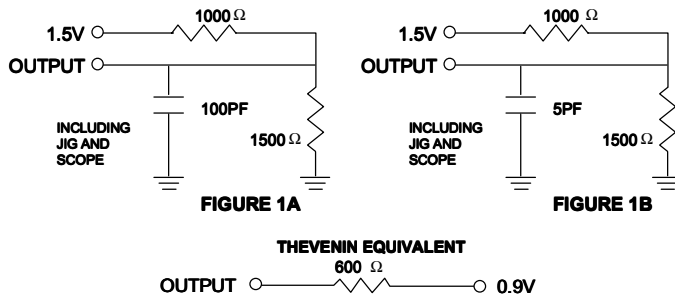 1000 Ω
1.5V
OUTPUT
100PF
INCLUDING
JIG AND
SCOPE
1500 Ω
FIGURE 1A
1000 Ω
1.5V
OUTPUT
5PF
INCLUDING
JIG AND
SCOPE
1500 Ω
FIGURE 1B
THEVENIN EQUIVALENT
600 Ω
OUTPUT
0.9V